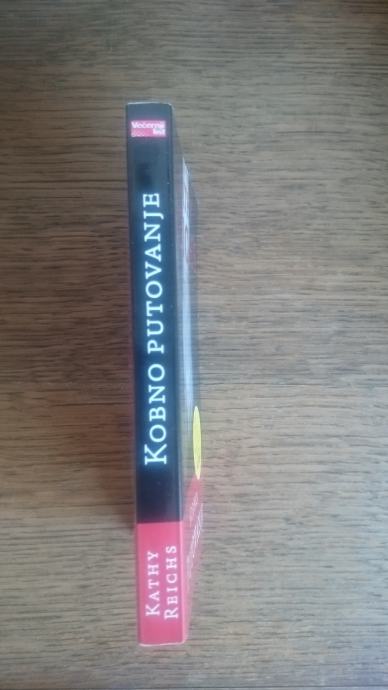 Večernji list
KOBNO PUTOVANJE
KATHY
REICHS